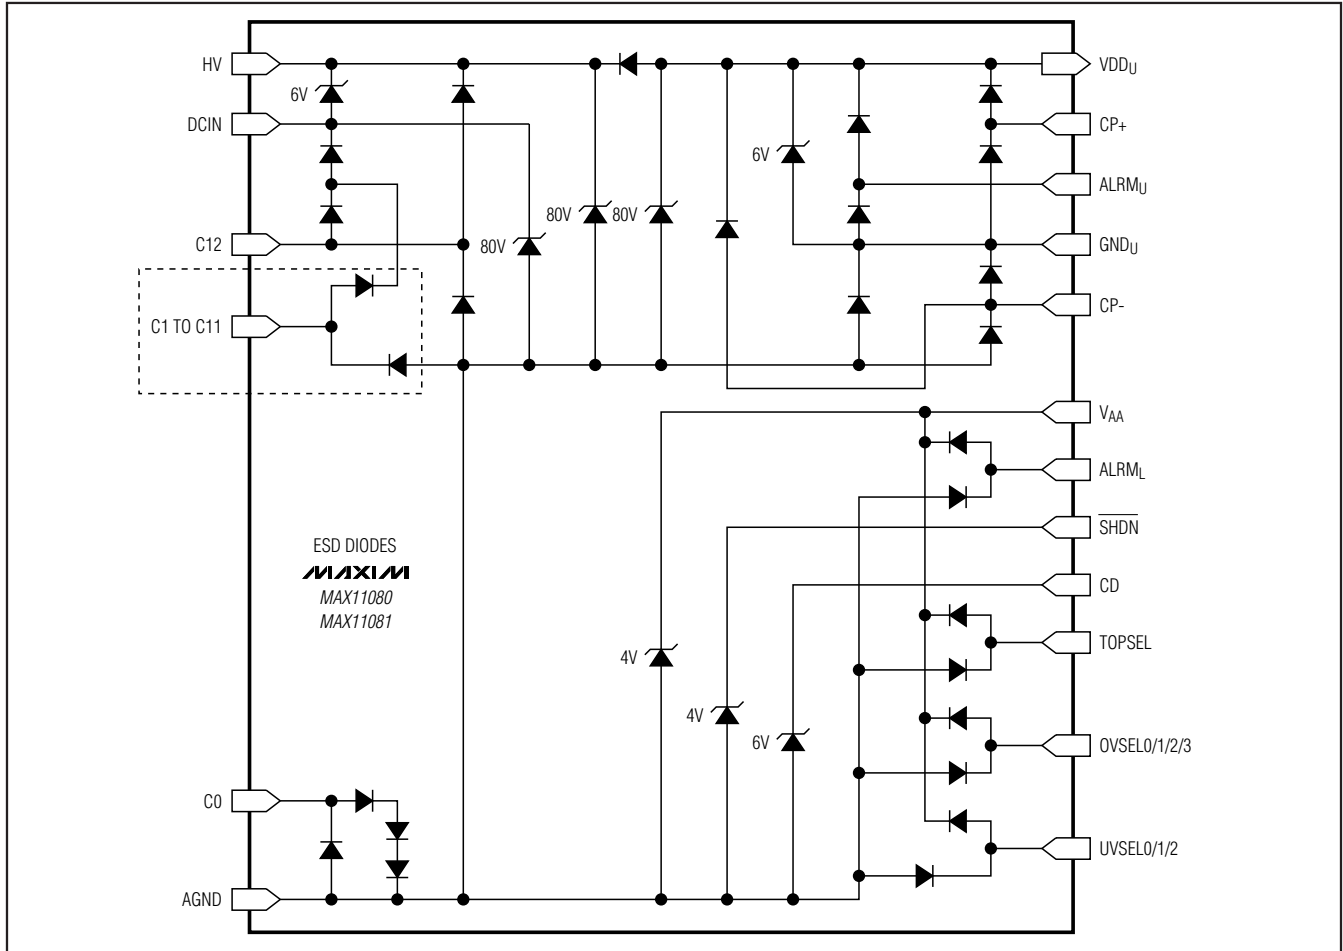 HV
VDDU
6V
DCIN
CP+
6V
ALRMU
80V
80V
C12
80V
GNDU
C1 TO C11
CP-
VAA
ALRML
SHDN
ESD DIODES
MAXIM
MAX11080
MAX11081
CD
TOPSEL
4V
4V
6V
OVSEL0/1/2/3
C0
UVSEL0/1/2
AGND